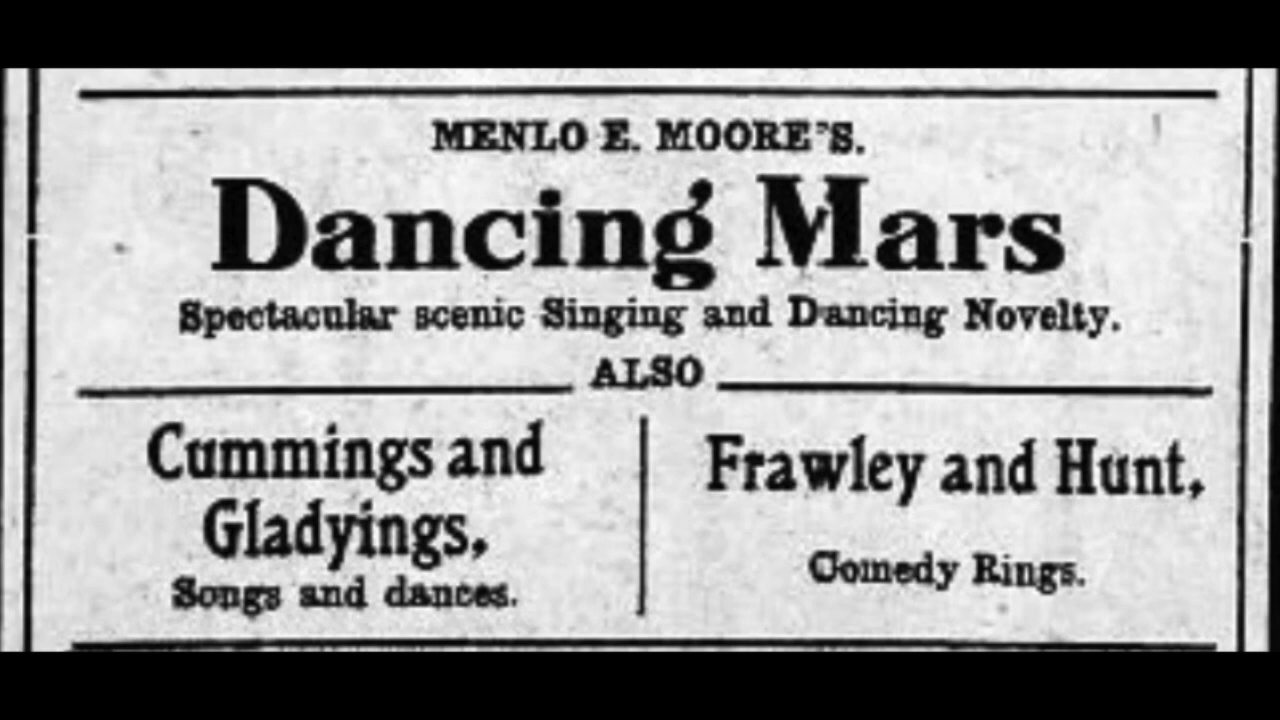 MENLO E. MOORE'S.
Dancing Mars
Spectacular scenic Singing and Dancing Novelty.
ALSO
Cummings and
Gladyings,
Songs and dances.
Frawley and Hunt,
Comedy Rings.